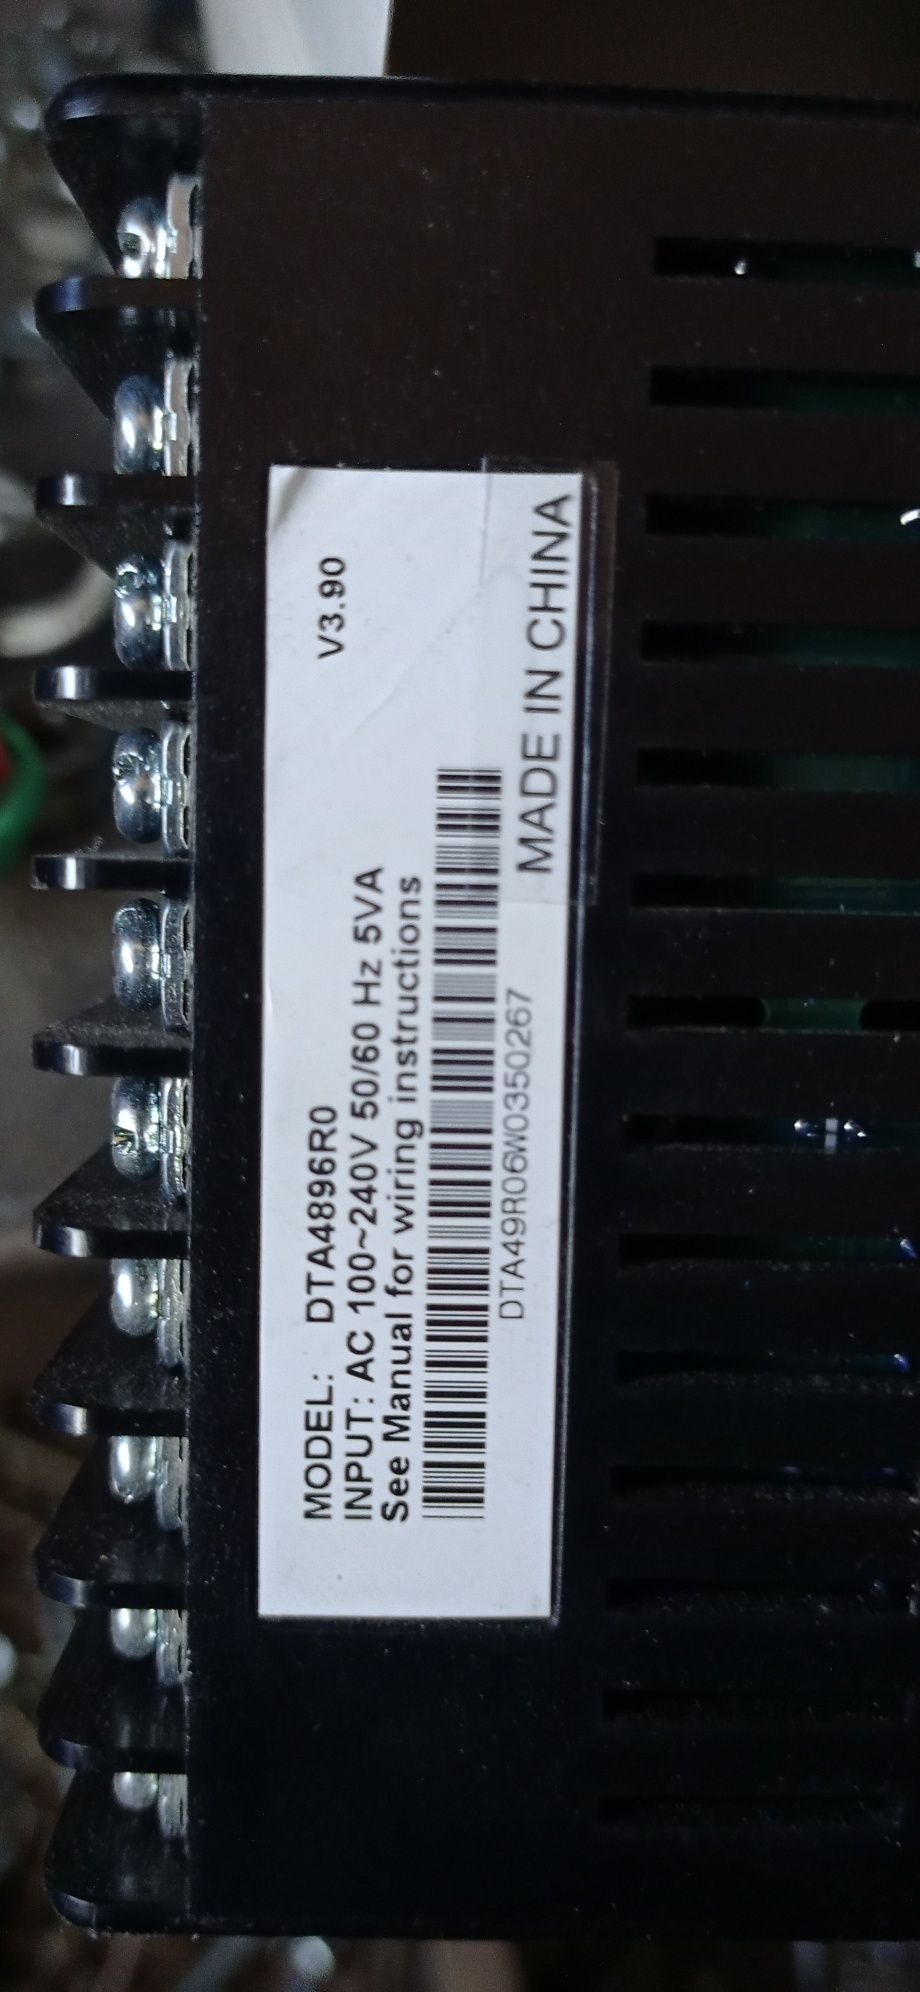 MODEL: DTA4896R0 V3.90
INPUT: AC 100~240V 50/60 Hz 5VA
See Manual for wiring instructions
DTA49R06W0350267
MADE IN CHINA